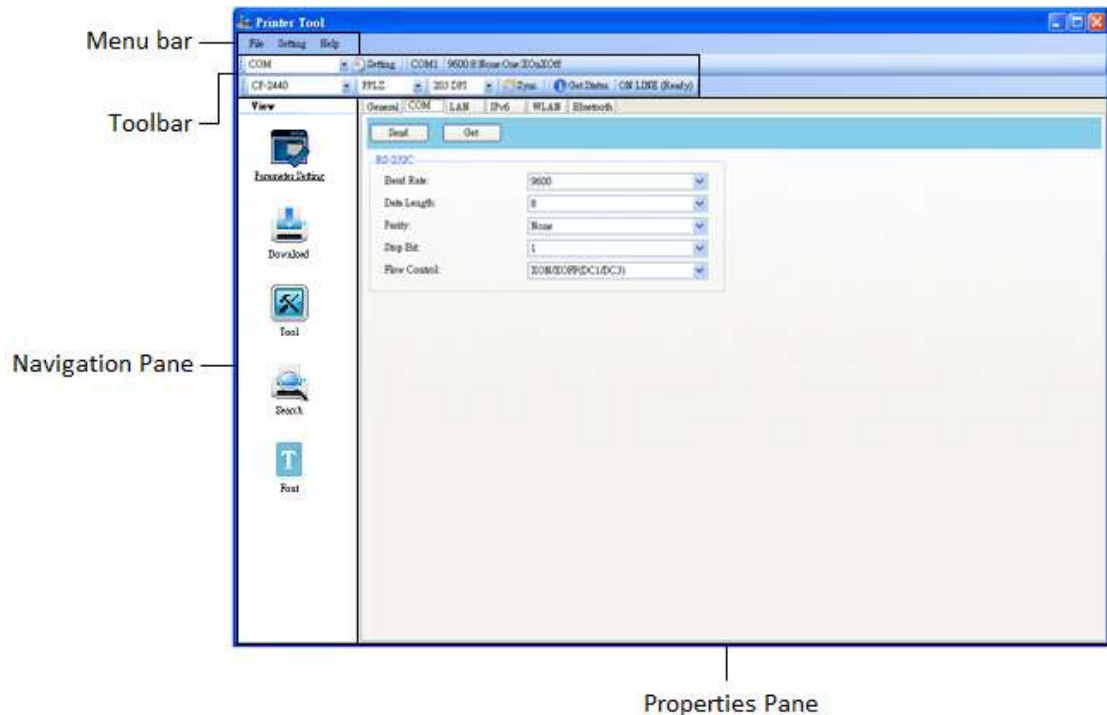 Printer Tool
Menu bar
File Setting Help
COM Setting COM1 9600 8 None One XOnXOff
CP-2440 PPLZ 203 DPI Sync Get Status ON LINE (Ready)
Toolbar
View
General COM LAN IPv6 WLAN Bluetooth
Send Get
Parameter Setting
RS-232C
Baud Rate: 9600
Data Length: 8
Parity: None
Stop Bit: 1
Flow Control: XON/XOFF(DC1/DC3)
Download
Tool
Navigation Pane
Search
T
Font
Properties Pane